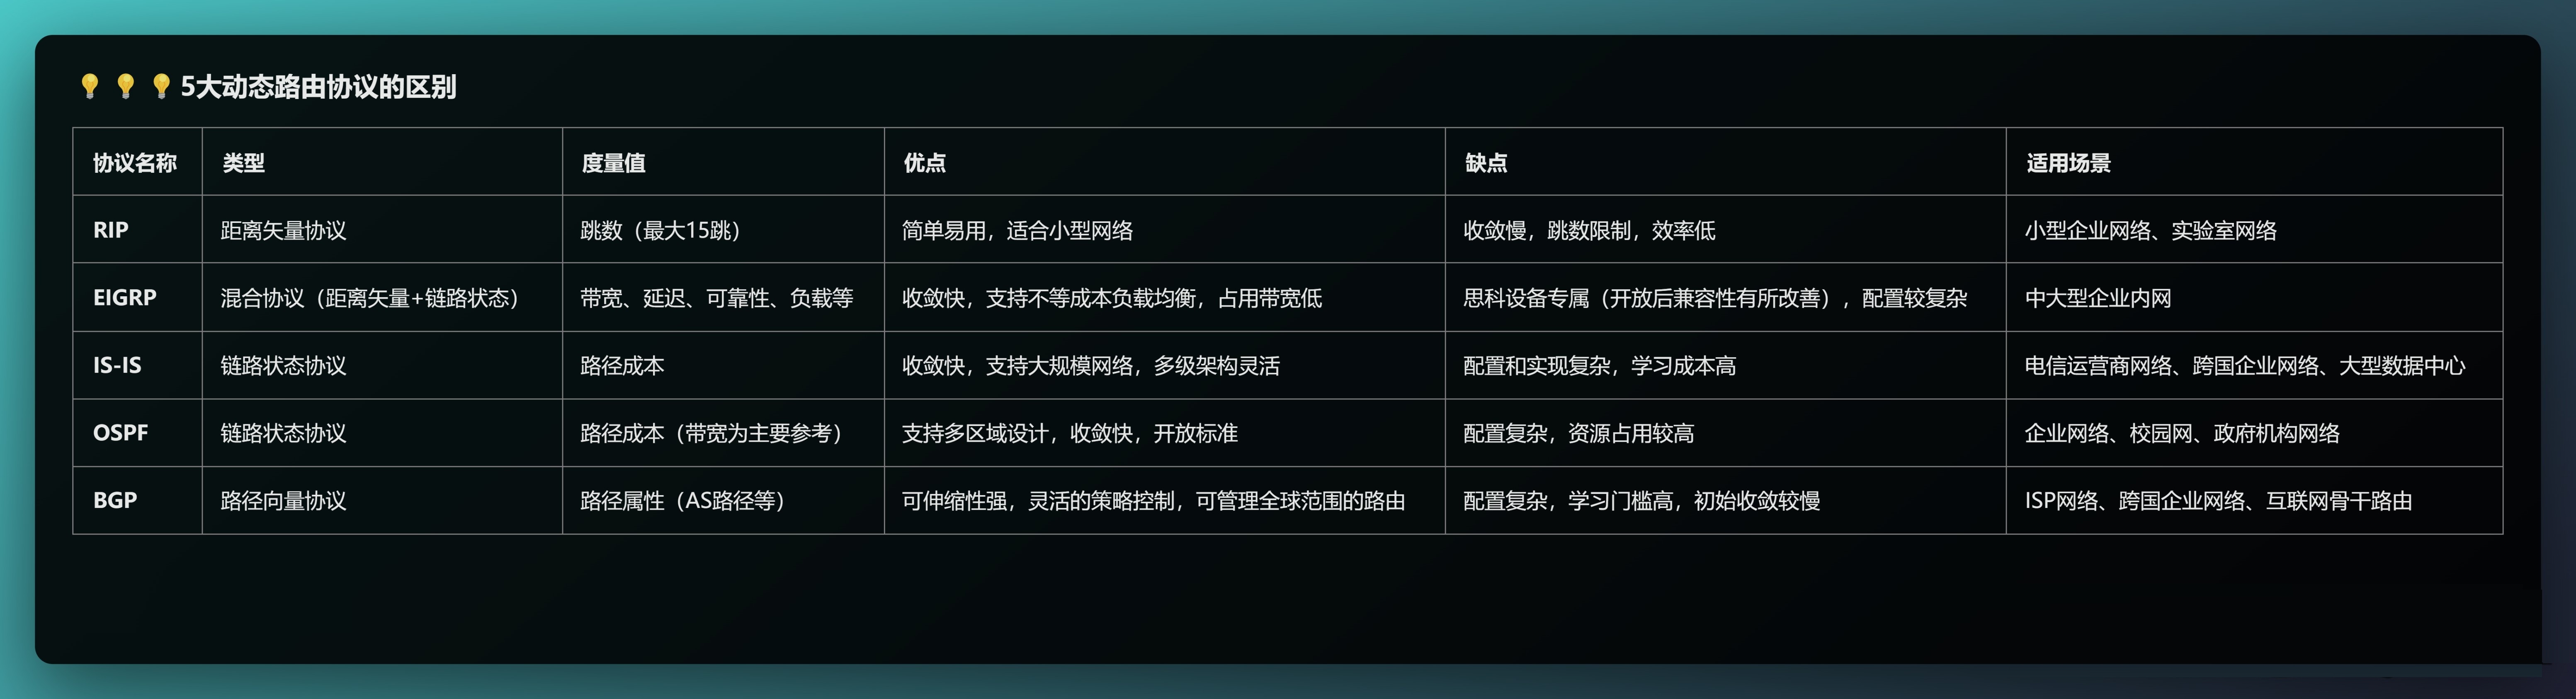 💡 💡 💡 5大动态路由协议的区别
协议名称 类型 度量值 优点 缺点 适用场景
RIP 距离矢量协议 跳数（最大15跳） 简单易用，适合小型网络 收敛慢，跳数限制，效率低 小型企业网络、实验室网络
EIGRP 混合协议（距离矢量+链路状态） 带宽、延迟、可靠性、负载等 收敛快，支持不等成本负载均衡，占用带宽低 思科设备专属（开放后兼容性有所改善），配置较复杂 中大型企业内网
IS-IS 链路状态协议 路径成本 收敛快，支持大规模网络，多级架构灵活 配置和实现复杂，学习成本高 电信运营商网络、跨国企业网络、大型数据中心
OSPF 链路状态协议 路径成本（带宽为主要参考） 支持多区域设计，收敛快，开放标准 配置复杂，资源占用较高 企业网络、校园网、政府机构网络
BGP 路径向量协议 路径属性（AS路径等） 可伸缩性强，灵活的策略控制，可管理全球范围的路由 配置复杂，学习门槛高，初始收敛较慢 ISP网络、跨国企业网络、互联网骨干路由